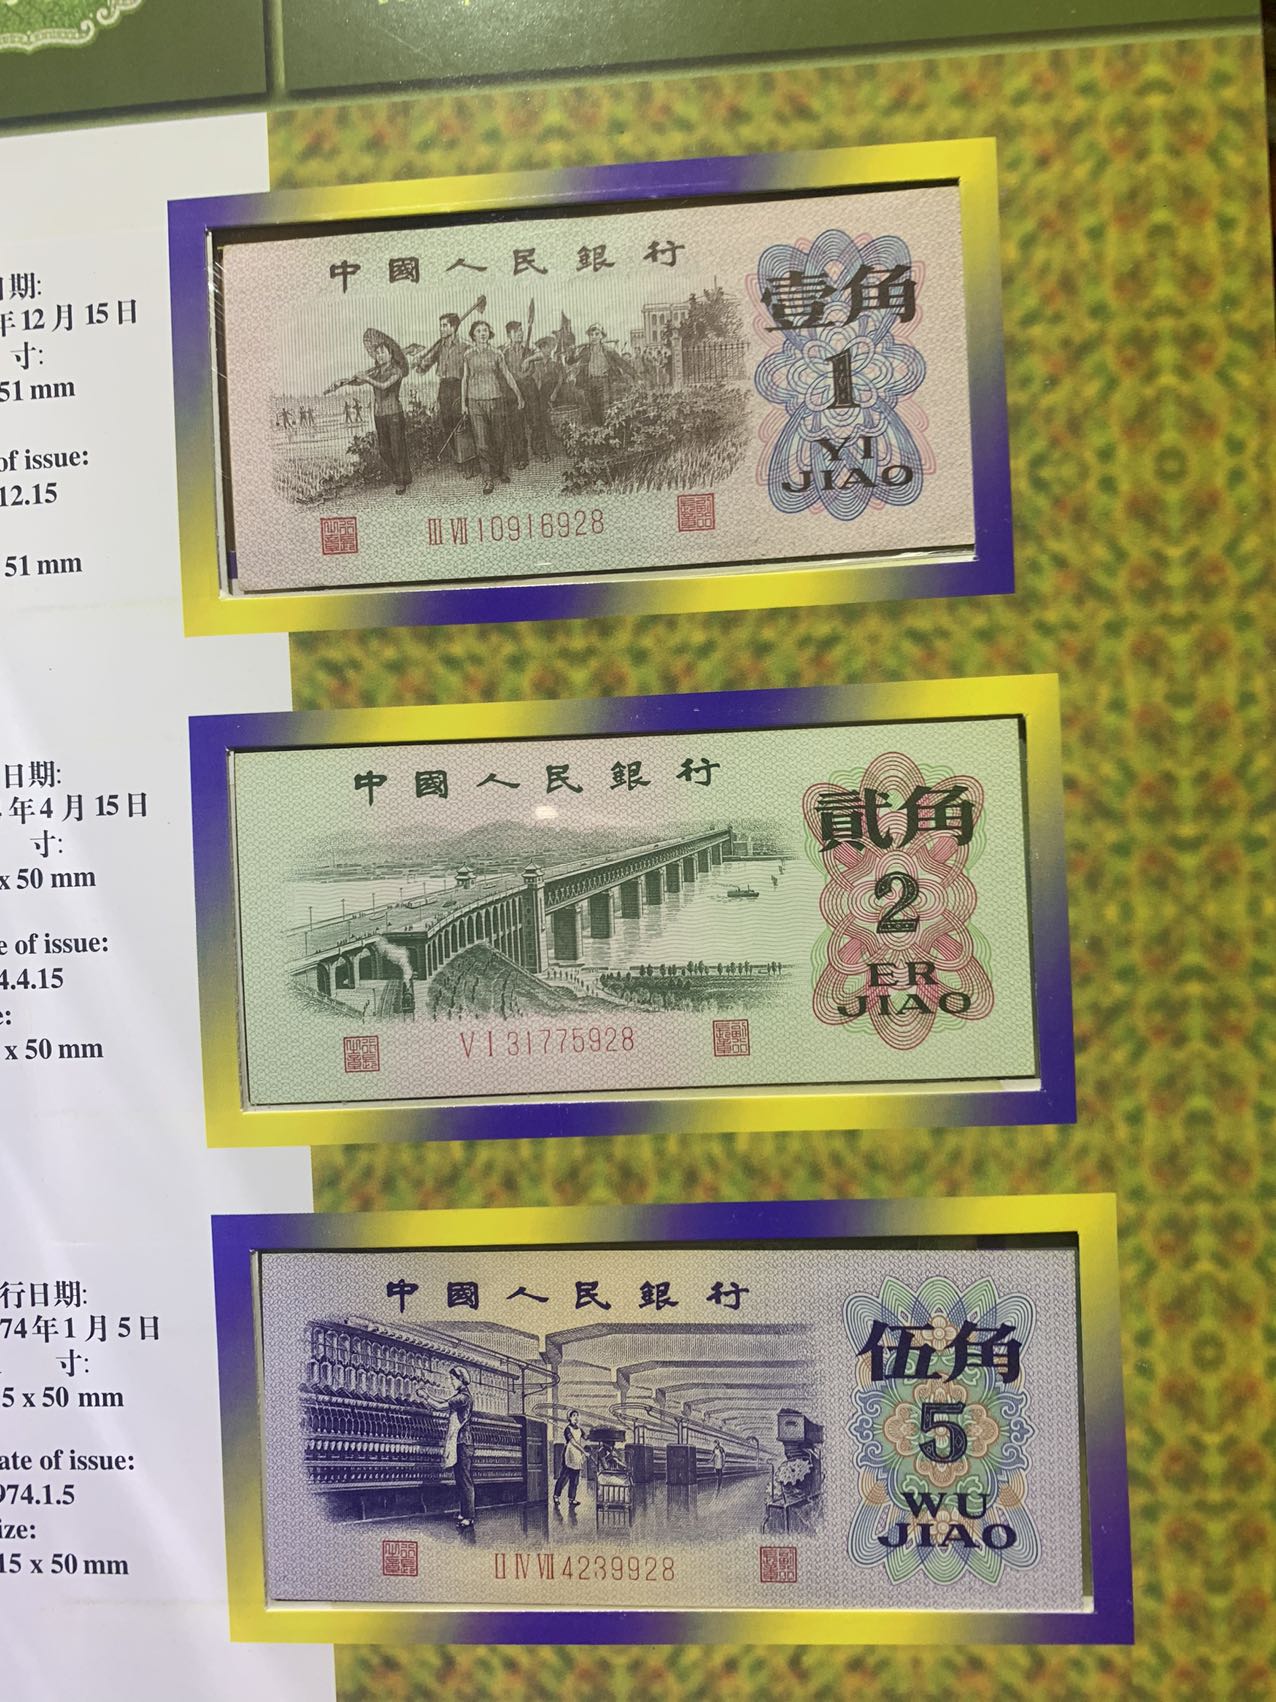 日期:
年12月15日
寸:
51 mm
of issue:
12.15
51 mm
中國人民銀行
壹角
1
YI
JIAO
III VII 10916928
日期:
年4月15日
寸:
x 50 mm
e of issue:
4.4.15
e:
x 50 mm
中國人民銀行
貳角
2
ER
JIAO
V I 31775928
行日期:
74年1月5日
寸:
5 x 50 mm
ate of issue:
974.1.5
ize:
15 x 50 mm
中國人民銀行
伍角
5
WU
JIAO
II IV VII 4239928